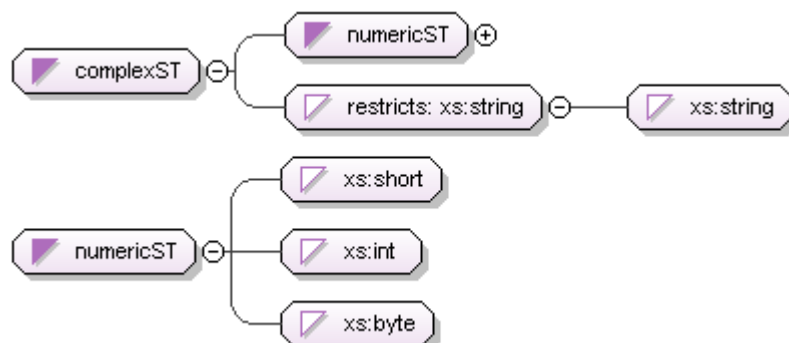 numericST
complexST
restricts: xs:string
xs:string
xs:short
numericST
xs:int
xs:byte